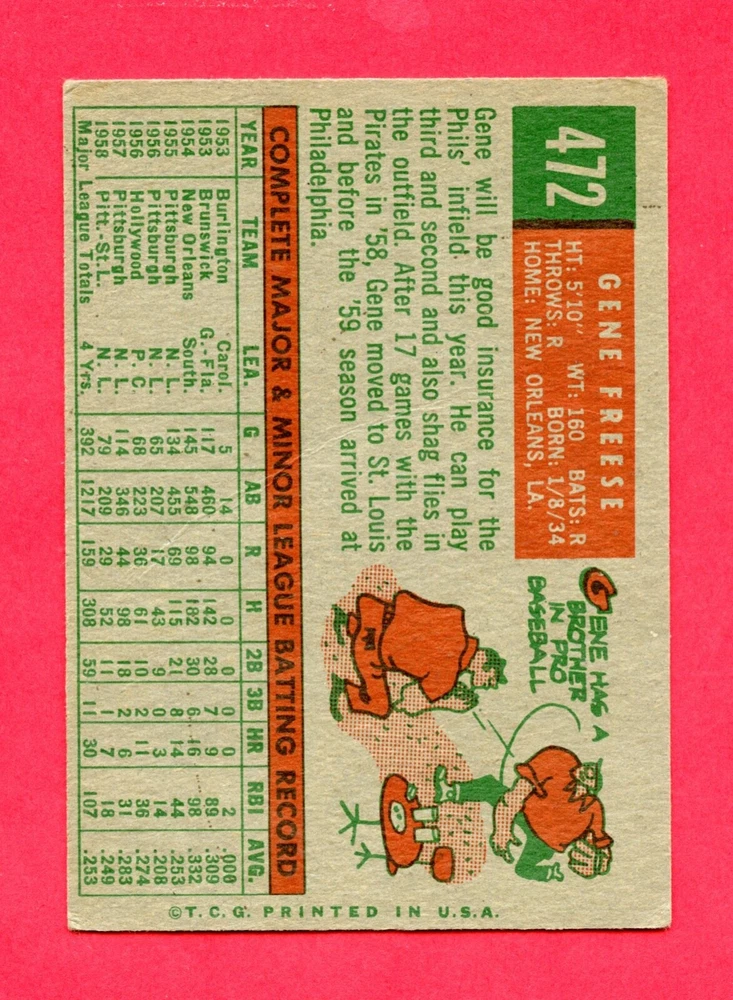 472
GENE FREESE
HT: 5'10" WT: 160 BATS: R
THROWS: R BORN: 1/8/34
HOME: NEW ORLEANS, LA.
Gene will be good insurance for the
Phils' infield this year. He can play
third and second and also shag flies in
the outfield. After 17 games with the
Pirates in '58, Gene moved to St. Louis
and before the '59 season arrived at
Philadelphia.
GENE HAS A
BROTHER
IN PRO
BASEBALL
COMPLETE MAJOR & MINOR LEAGUE BATTING RECORD
YEAR TEAM LEA. G AB R H 2B 3B HR RBI AVG.
1953 Burlington Carol. 5 14 0 0 0 0 0 2 .000
1953 Brunswick G.-Fla. 117 460 94 142 28 7 9 89 .309
1954 New Orleans South. 145 548 98 182 30 6 16 98 .332
1955 Pittsburgh N. L. 134 455 69 115 21 8 14 44 .253
1956 Pittsburgh N. L. 65 207 17 43 9 0 3 14 .208
1956 Hollywood P. C. 68 223 36 61 10 2 11 36 .274
1957 Pittsburgh N. L. 114 346 44 98 18 2 6 31 .283
1958 Pitt.-St.L. N. L. 79 209 29 52 11 1 7 18 .249
Major League Totals 4 Yrs. 392 1217 159 308 59 11 30 107 .253
©T.C.G. PRINTED IN U.S.A.